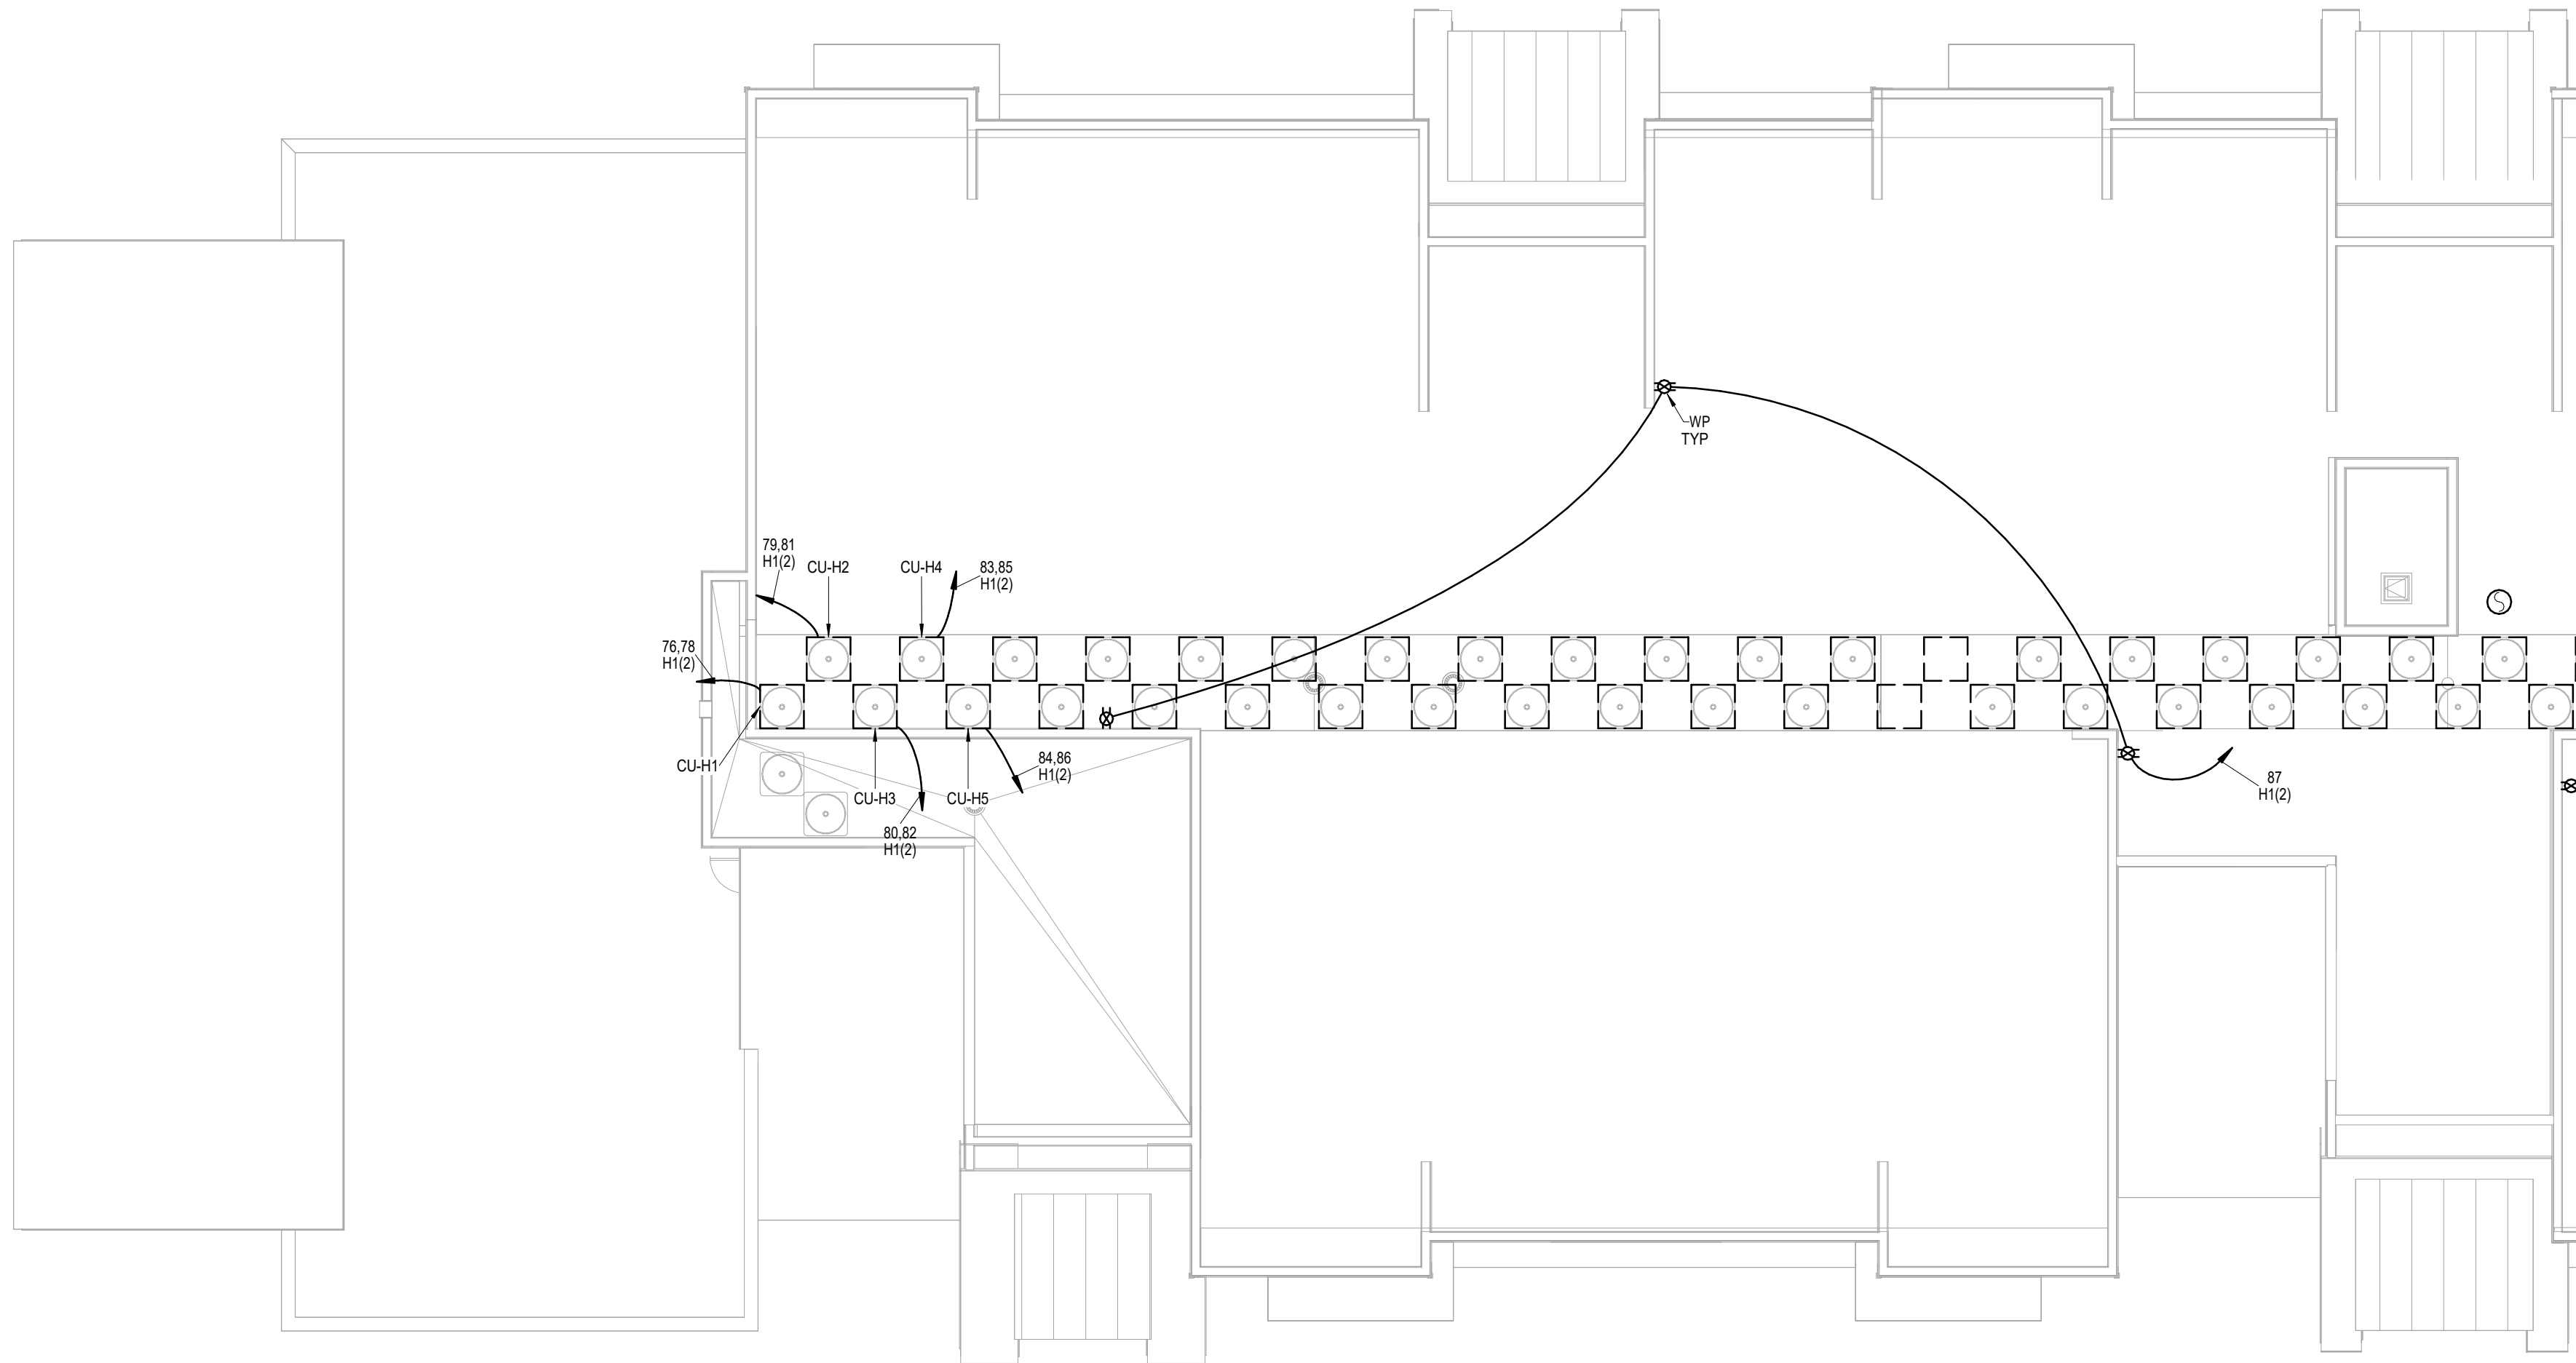 WP
TYP
79,81
H1(2)
CU-H2
CU-H4
83,85
H1(2)
76,78
H1(2)
CU-H1
CU-H3
CU-H5
84,86
H1(2)
80,82
H1(2)
87
H1(2)